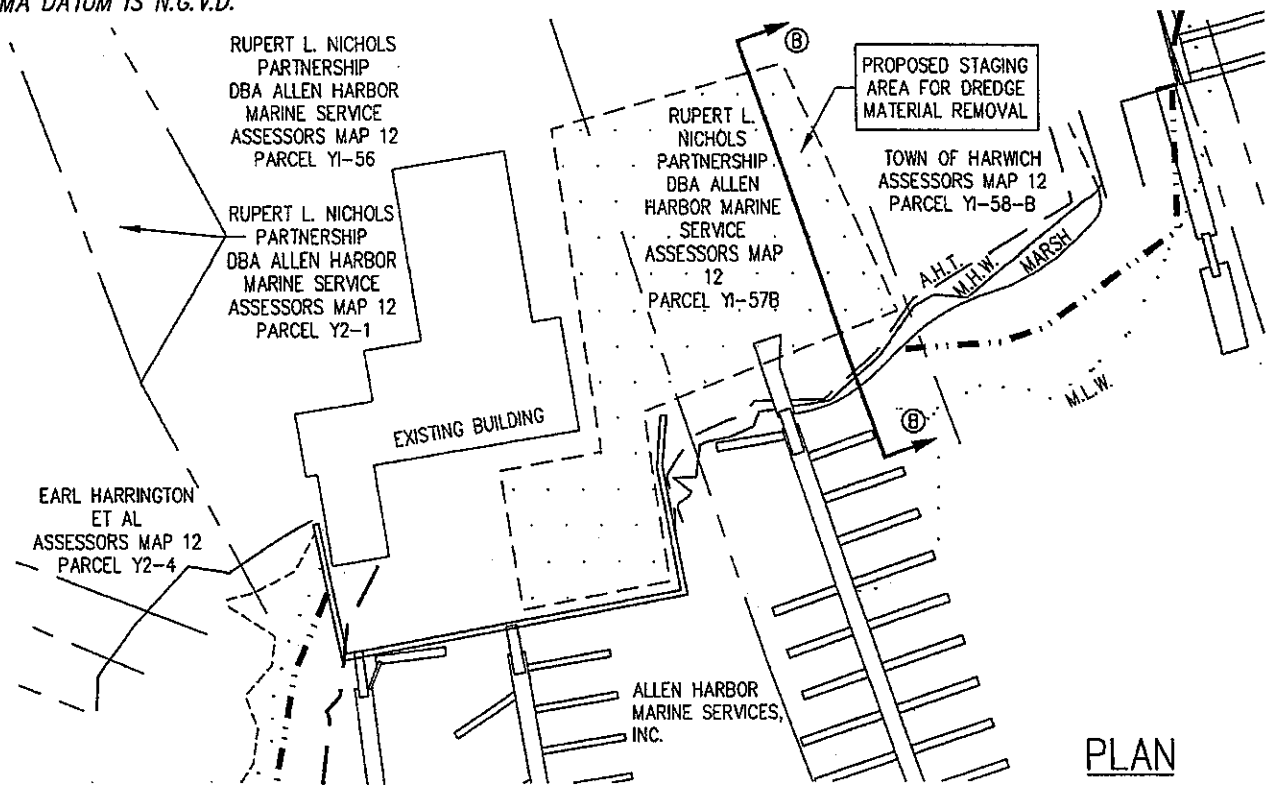 MA DATUM IS N.G.V.D.
RUPERT L. NICHOLS
PARTNERSHIP
DBA ALLEN HARBOR
MARINE SERVICE
ASSESSORS MAP 12
PARCEL Y1-56
RUPERT L. NICHOLS
PARTNERSHIP
DBA ALLEN HARBOR
MARINE SERVICE
ASSESSORS MAP 12
PARCEL Y2-1
RUPERT L.
NICHOLS
PARTNERSHIP
DBA ALLEN
HARBOR MARINE
SERVICE
ASSESSORS MAP
12
PARCEL Y1-57B
B
PROPOSED STAGING
AREA FOR DREDGE
MATERIAL REMOVAL
TOWN OF HARWICH
ASSESSORS MAP 12
PARCEL Y1-58-B
A.H.T.
M.H.W.
MARSH
M.L.W.
B
EXISTING BUILDING
EARL HARRINGTON
ET AL
ASSESSORS MAP 12
PARCEL Y2-4
ALLEN HARBOR
MARINE SERVICES,
INC.
PLAN